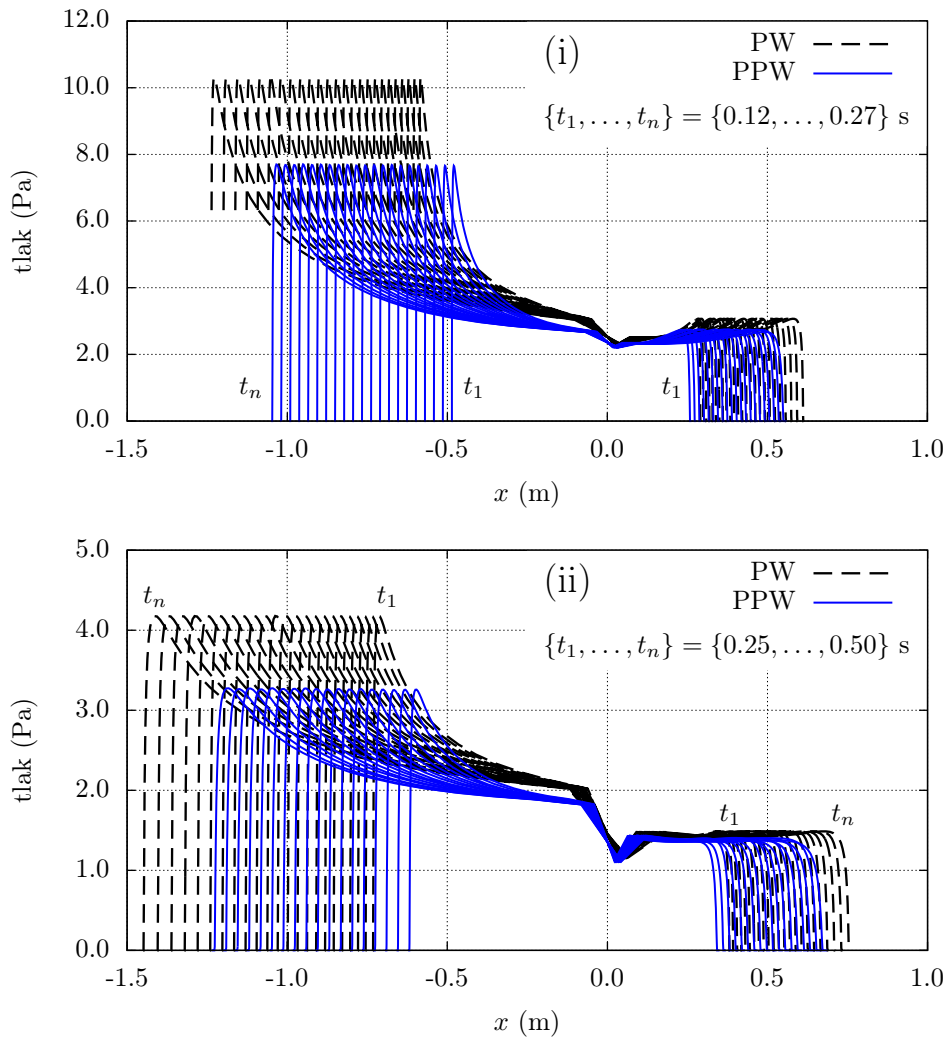 (i)
PW
PPW
{t₁, . . . , tₙ} = {0.12, . . . , 0.27} s
12.0
10.0
8.0
6.0
4.0
2.0
0.0
tlak (Pa)
tₙ
t₁
t₁
-1.5
-1.0
-0.5
0.0
0.5
1.0
x (m)
(ii)
PW
PPW
{t₁, . . . , tₙ} = {0.25, . . . , 0.50} s
5.0
4.0
3.0
2.0
1.0
0.0
tlak (Pa)
tₙ
t₁
t₁
tₙ
-1.5
-1.0
-0.5
0.0
0.5
1.0
x (m)